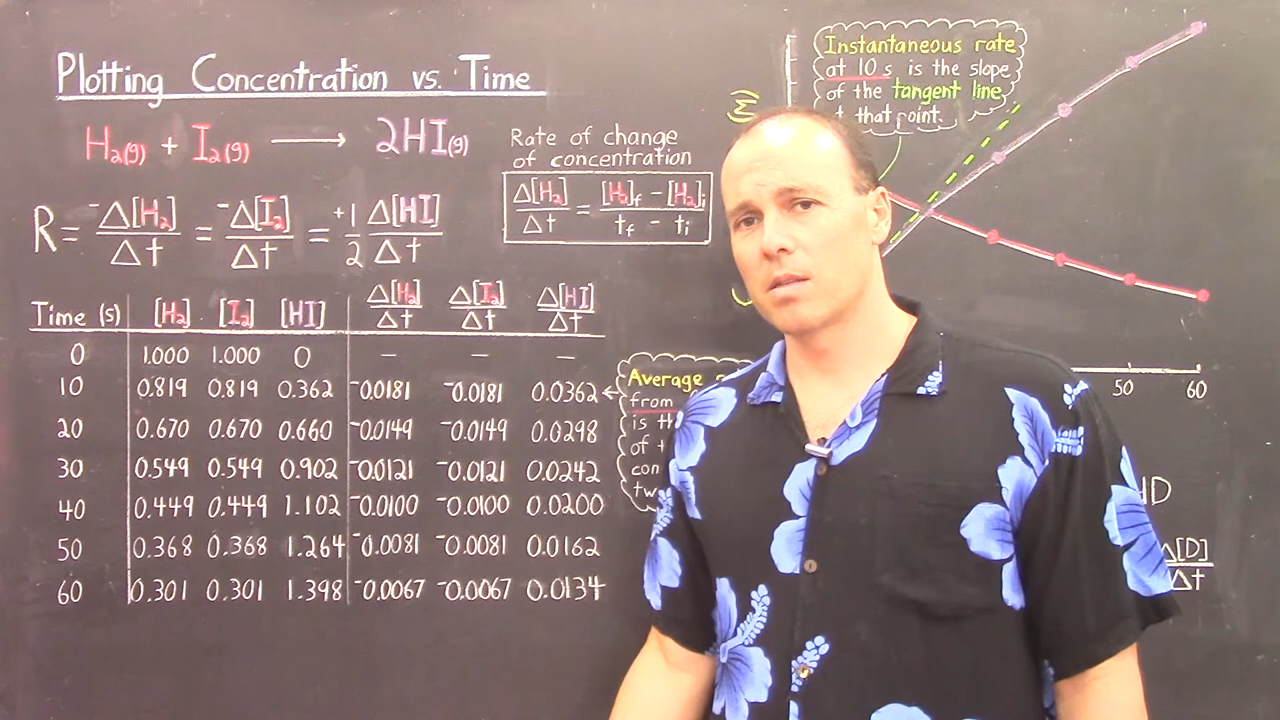 Plotting Concentration vs. Time
H₂(g) + I₂(g) → 2HI(g)
R = -Δ[H₂]/Δt = -Δ[I₂]/Δt = +1/2 Δ[HI]/Δt
Rate of change
of concentration
Δ[H₂]/Δt = [H₂]f - [H₂]i / tf - ti
Instantaneous rate
at 10 s is the slope
of the tangent line
that point.
[M]
Time (s) [H₂] [I₂] [HI] Δ[H₂]/Δt Δ[I₂]/Δt Δ[HI]/Δt
0 1.000 1.000 0 — — —
10 0.819 0.819 0.362 -0.0181 -0.0181 0.0362
20 0.670 0.670 0.660 -0.0149 -0.0149 0.0298
30 0.549 0.549 0.902 -0.0121 -0.0121 0.0242
40 0.449 0.449 1.102 -0.0100 -0.0100 0.0200
50 0.368 0.368 1.264 -0.0081 -0.0081 0.0162
60 0.301 0.301 1.398 -0.0067 -0.0067 0.0134
Average
from
is
of
50 60
D
Δ[D]/Δt